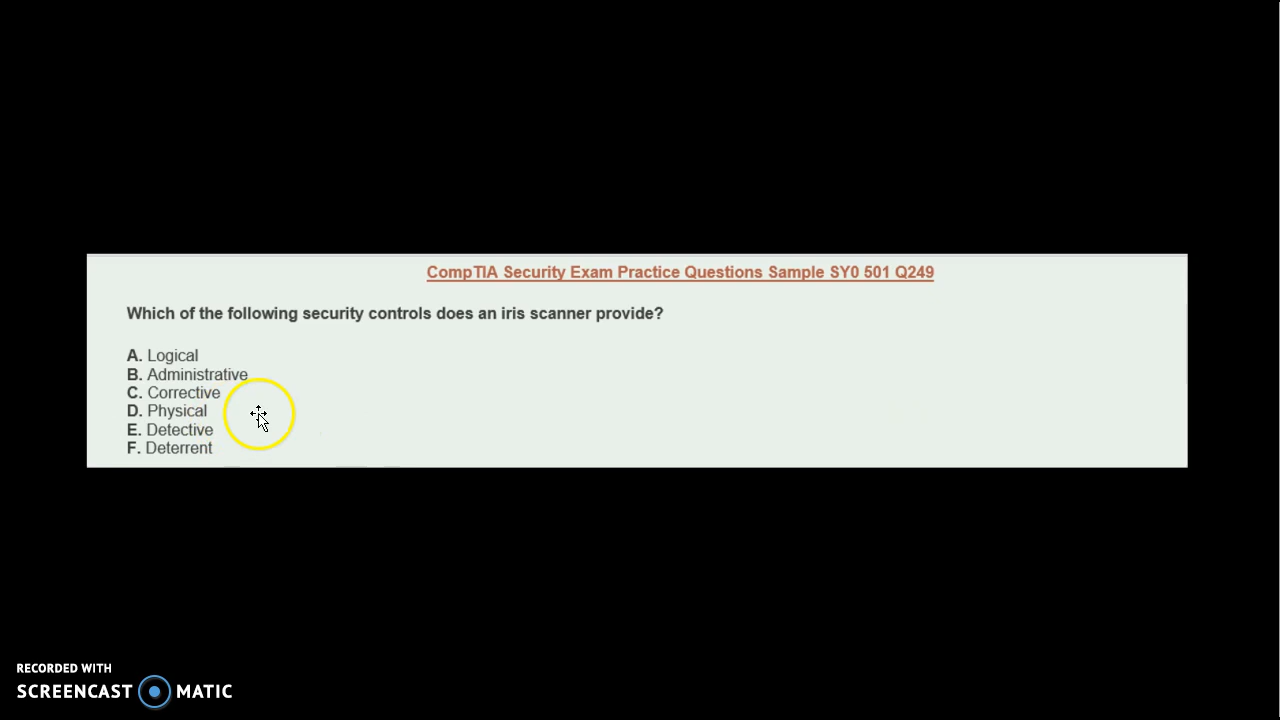 CompTIA Security Exam Practice Questions Sample SY0 501 Q249
Which of the following security controls does an iris scanner provide?
A. Logical
B. Administrative
C. Corrective
D. Physical
E. Detective
F. Deterrent
RECORDED WITH
SCREENCAST MATIC